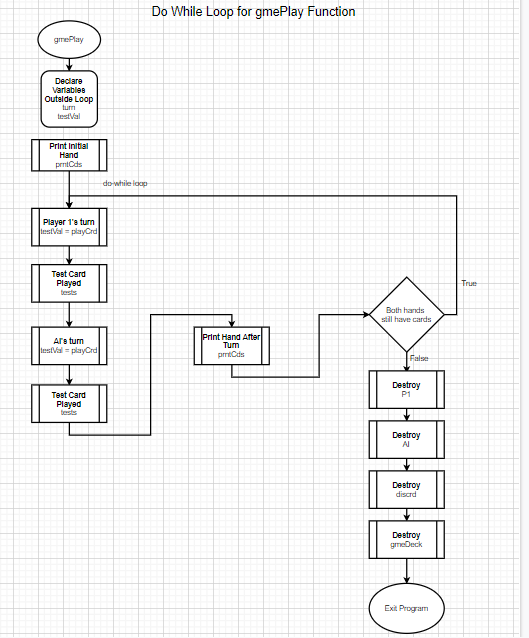 Do While Loop for gmePlay Function
gmePlay
Declare
Variables
Outside Loop
turn
testVal
Print Initial
Hand
prntCds
do-while loop
Player 1's turn
testVal = playCrd
Test Card
Played
tests
AI's turn
testVal = playCrd
Test Card
Played
tests
Print Hand After
Turn
prntCds
Both hands
still have cards
True
False
Destroy
P1
Destroy
AI
Destroy
discrd
Destroy
gmeDeck
Exit Program